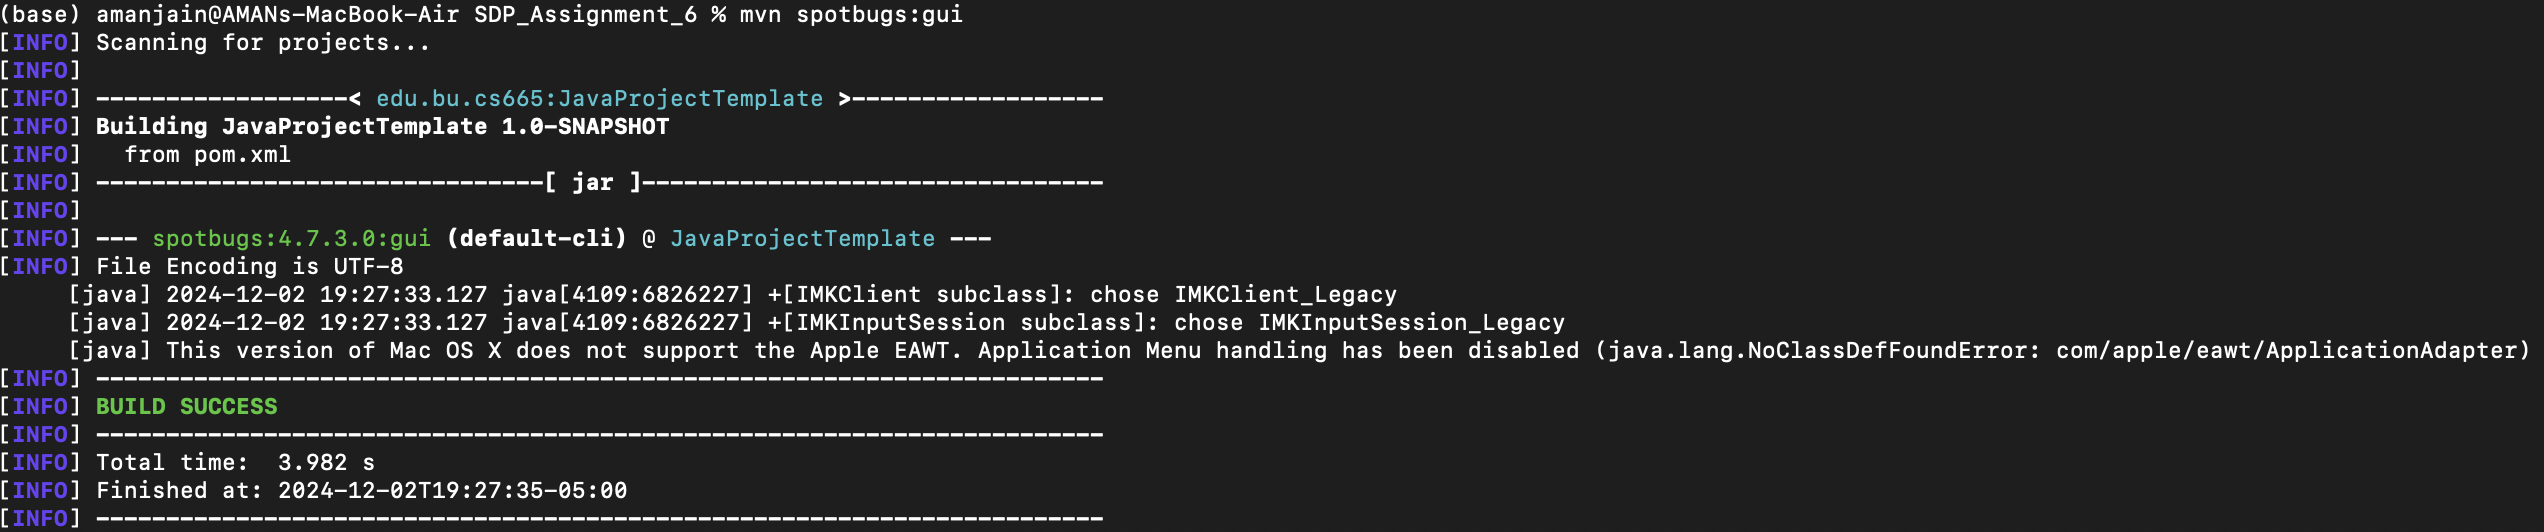 (base) amanjain@AMANs-MacBook-Air SDP_Assignment_6 % mvn spotbugs:gui
[INFO] Scanning for projects...
[INFO]
[INFO] ------------------< edu.bu.cs665:JavaProjectTemplate >------------------
[INFO] Building JavaProjectTemplate 1.0-SNAPSHOT
[INFO]   from pom.xml
[INFO] --------------------------------[ jar ]---------------------------------
[INFO]
[INFO] --- spotbugs:4.7.3.0:gui (default-cli) @ JavaProjectTemplate ---
[INFO] File Encoding is UTF-8
     [java] 2024-12-02 19:27:33.127 java[4109:6826227] +[IMKClient subclass]: chose IMKClient_Legacy
     [java] 2024-12-02 19:27:33.127 java[4109:6826227] +[IMKInputSession subclass]: chose IMKInputSession_Legacy
     [java] This version of Mac OS X does not support the Apple EAWT. Application Menu handling has been disabled (java.lang.NoClassDefFoundError: com/apple/eawt/ApplicationAdapter)
[INFO] ------------------------------------------------------------------------
[INFO] BUILD SUCCESS
[INFO] ------------------------------------------------------------------------
[INFO] Total time:  3.982 s
[INFO] Finished at: 2024-12-02T19:27:35-05:00
[INFO] ------------------------------------------------------------------------